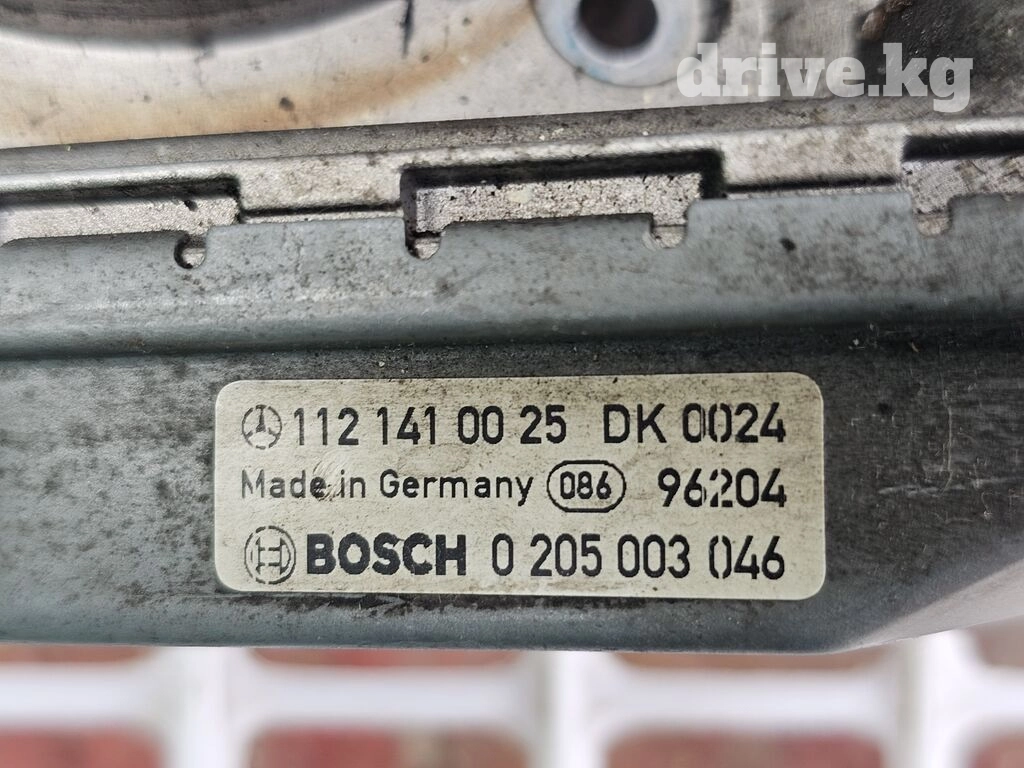 drive.kg
112 141 00 25 DK 0024
Made in Germany 086 96204
BOSCH 0 205 003 046